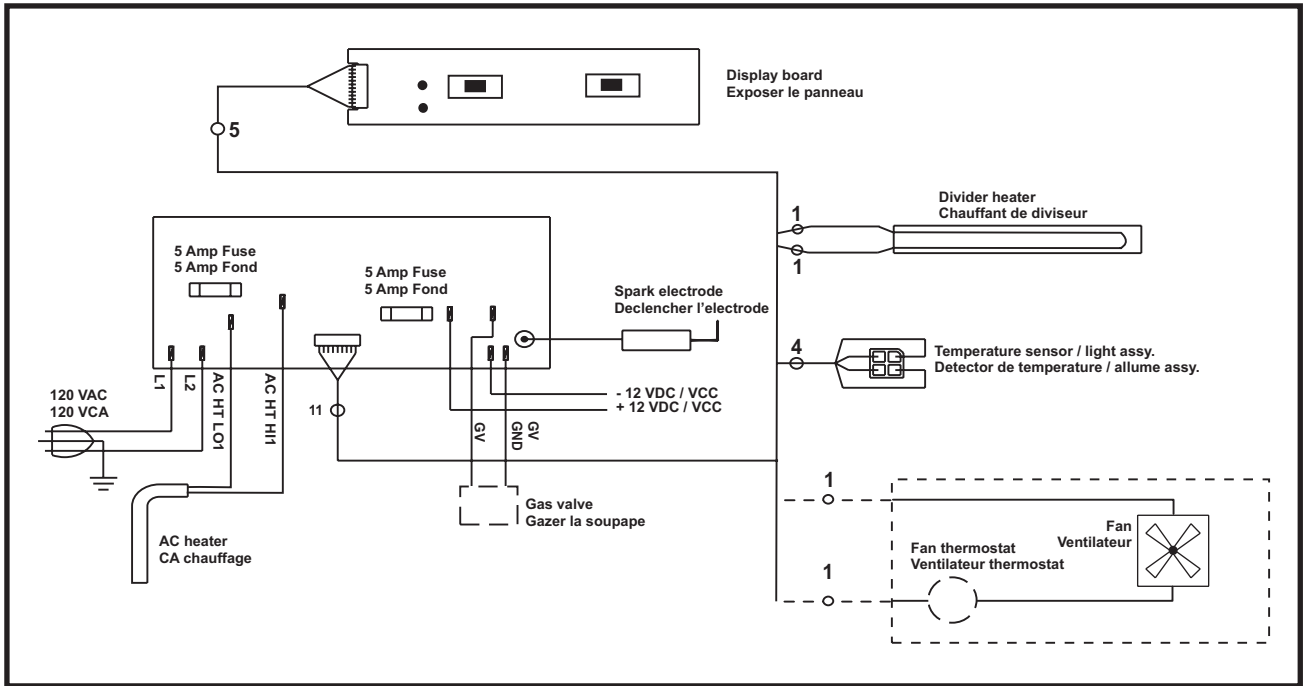 Display board
Exposer le panneau
5
Divider heater
Chauffant de diviseur
1
1
5 Amp Fuse
5 Amp Fond
5 Amp Fuse
5 Amp Fond
Spark electrode
Declencher l'electrode
4
Temperature sensor / light assy.
Detector de temperature / allume assy.
L1
L2
AC HT LO1
AC HT HI1
120 VAC
120 VCA
11
- 12 VDC / VCC
+ 12 VDC / VCC
GV
GND
GV
Gas valve
Gazer la soupape
AC heater
CA chauffage
1
Fan
Ventilateur
Fan thermostat
Ventilateur thermostat
1